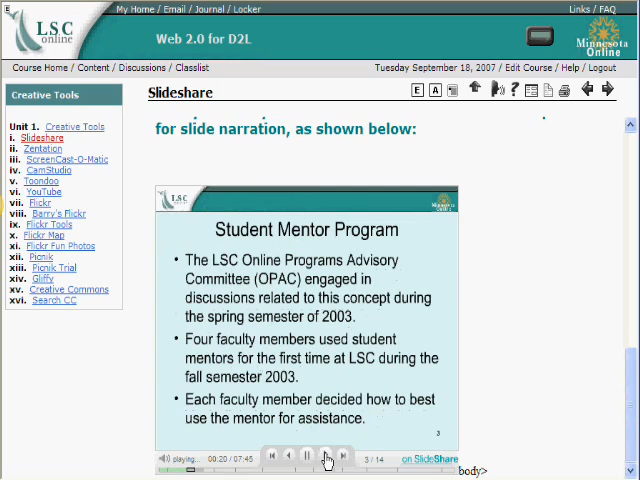 My Home / Email / Journal / Locker
Links / FAQ
LSC online
Web 2.0 for D2L
Minnesota Online
Course Home / Content / Discussions / Classlist
Tuesday September 18, 2007 / Edit Course / Help / Logout
Creative Tools
Slideshare
E A ?
for slide narration, as shown below:
Unit 1. Creative Tools
i. Slideshare
ii. Zentation
iii. ScreenCast-O-Matic
iv. CamStudio
v. Toondoo
vi. YouTube
vii. Flickr
viii. Barry's Flickr
ix. Flickr Tools
x. Flickr Map
xi. Flickr Fun Photos
xii. Picnik
xiii. Picnik Trial
xiv. Gliffy
xv. Creative Commons
xvi. Search CC
LSC
Student Mentor Program
• The LSC Online Programs Advisory
Committee (OPAC) engaged in
discussions related to this concept during
the spring semester of 2003.
• Four faculty members used student
mentors for the first time at LSC during the
fall semester 2003.
• Each faculty member decided how to best
use the mentor for assistance.
3
playing... 00:20 / 07:45
3 / 14
on SlideShare
body>